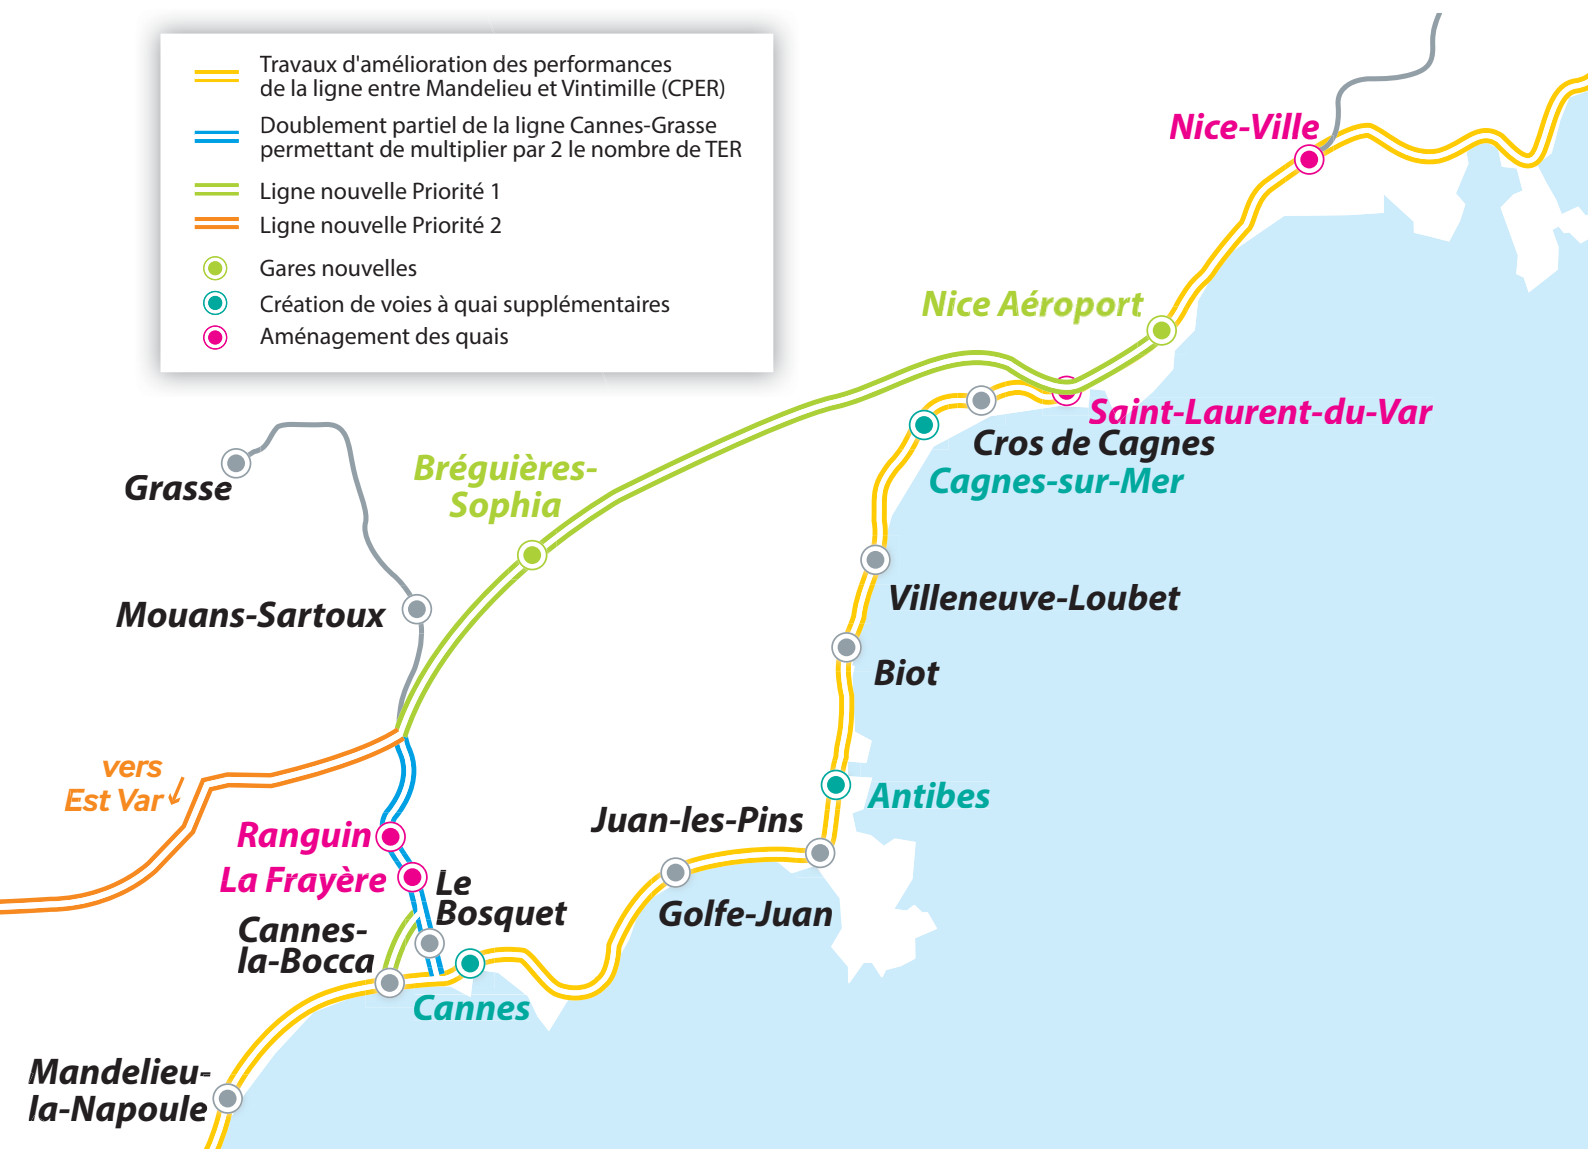 Travaux d'amélioration des performances
de la ligne entre Mandelieu et Vintimille (CPER)
Doublement partiel de la ligne Cannes-Grasse
permettant de multiplier par 2 le nombre de TER
Ligne nouvelle Priorité 1
Ligne nouvelle Priorité 2
Gares nouvelles
Création de voies à quai supplémentaires
Aménagement des quais
Nice-Ville
Nice Aéroport
Saint-Laurent-du-Var
Cros de Cagnes
Cagnes-sur-Mer
Bréguières-
Sophia
Grasse
Mouans-Sartoux
Villeneuve-Loubet
Biot
vers
Est Var
Antibes
Juan-les-Pins
Ranguin
La Frayère
Le
Bosquet
Golfe-Juan
Cannes-
la-Bocca
Cannes
Mandelieu-
la-Napoule